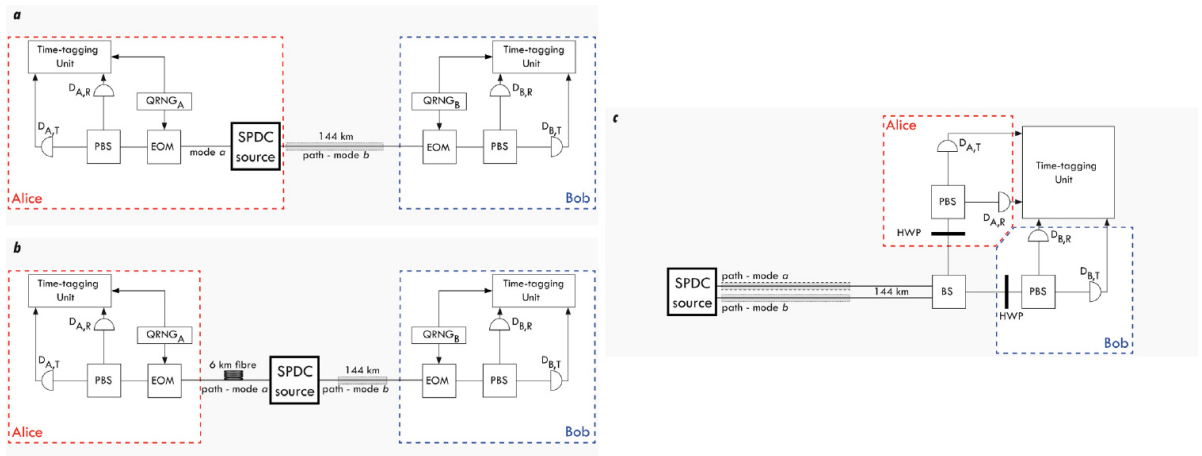 a
Time-tagging
Unit
D_A,R
QRNG_A
D_A,T
PBS
EOM
mode a
SPDC
source
144 km
path - mode b
Alice
Time-tagging
Unit
QRNG_B
D_B,R
EOM
PBS
D_B,T
Bob
b
Time-tagging
Unit
D_A,R
QRNG_A
D_A,T
PBS
EOM
6 km fibre
path - mode a
SPDC
source
144 km
path - mode b
Alice
Time-tagging
Unit
QRNG_B
D_B,R
EOM
PBS
D_B,T
Bob
c
Alice
D_A,T
Time-tagging
Unit
PBS
D_A,R
HWP
D_B,R
SPDC
source
path - mode a
144 km
path - mode b
BS
HWP
PBS
D_B,T
Bob